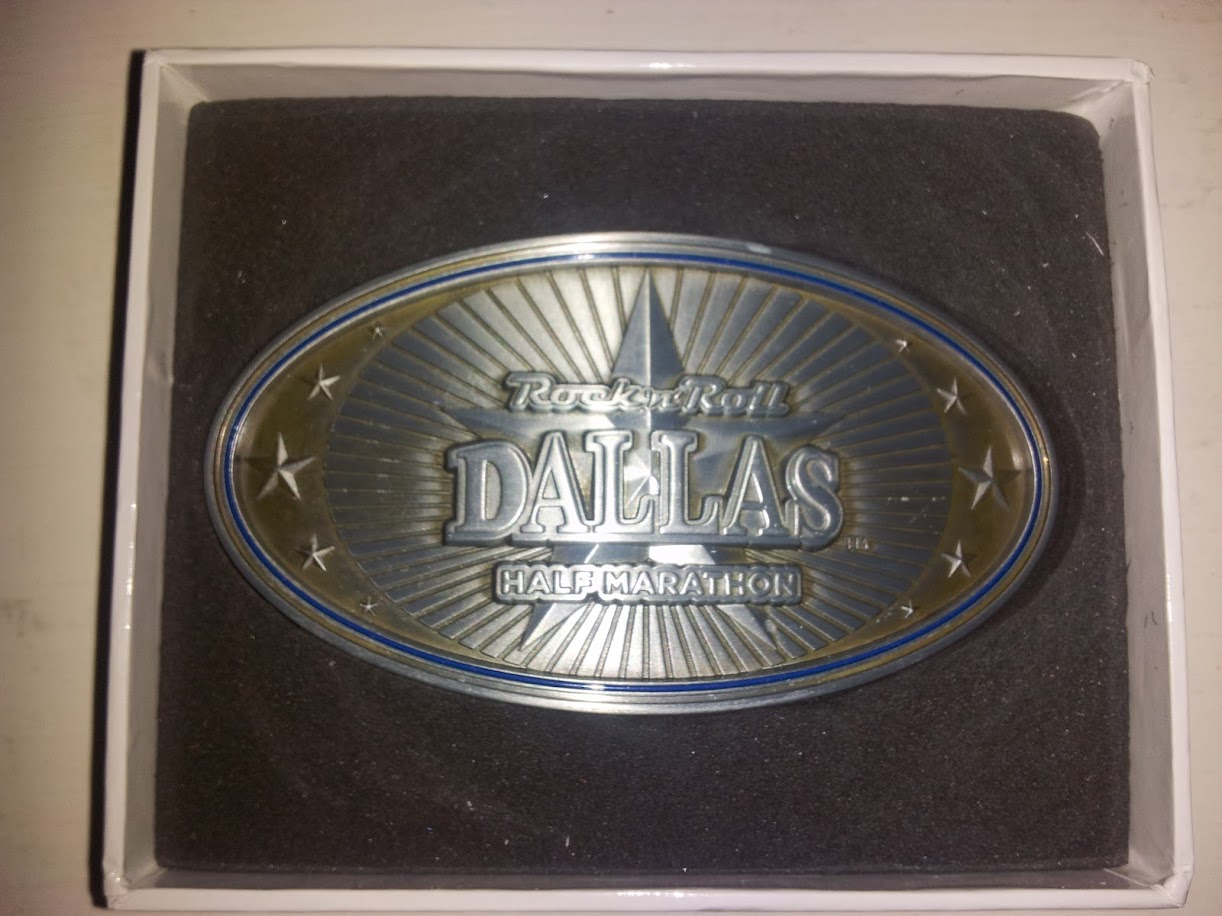 Rock 'n' Roll
DALLAS
HALF MARATHON